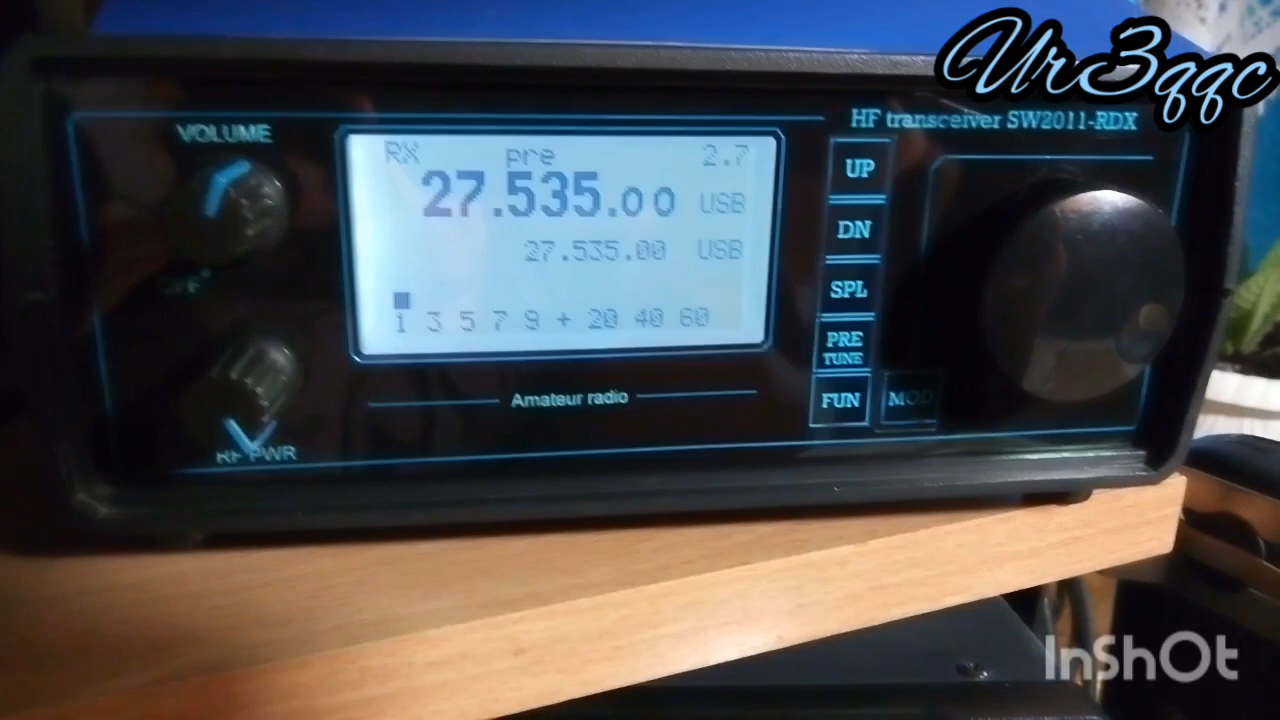 Ur3qqc
HF transceiver SW2011-RDX
VOLUME
RX pre 2.7
27.535.00 USB
27.535.00 USB
1 3 5 7 9 + 20 40 60
UP
DN
SPL
PRE
TUNE
FUN
MOD
Amateur radio
RF PWR
InShOt